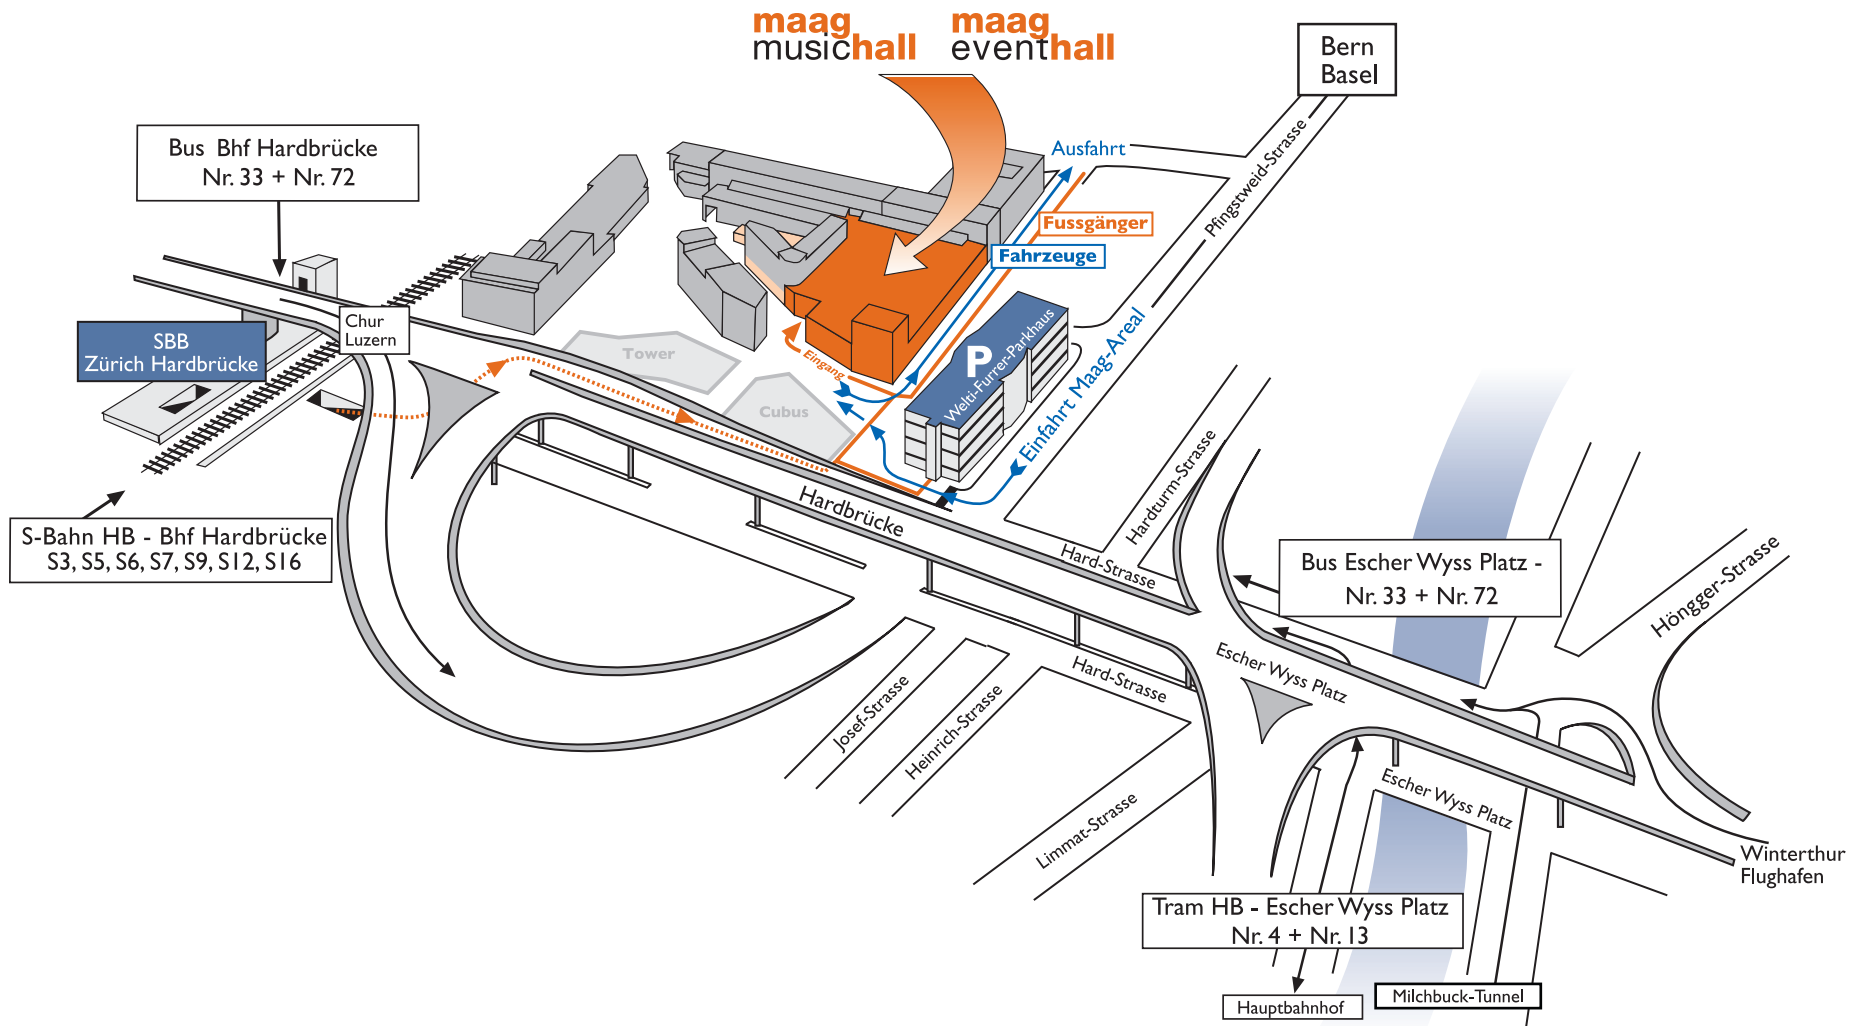 maag
musichall
maag
eventhall
Bern
Basel
Bus Bhf Hardbrücke
Nr. 33 + Nr. 72
Ausfahrt
Pfingstweid-Strasse
Fussgänger
Fahrzeuge
Chur
Luzern
SBB
Zürich Hardbrücke
Tower
Eingang
Cubus
P
Welti-Furrer-Parkhaus
Einfahrt Maag-Areal
Hardbrücke
S-Bahn HB - Bhf Hardbrücke
S3, S5, S6, S7, S9, S12, S16
Hardturm-Strasse
Hard-Strasse
Bus Escher Wyss Platz -
Nr. 33 + Nr. 72
Höngger-Strasse
Escher Wyss Platz
Hard-Strasse
Josef-Strasse
Heinrich-Strasse
Limmat-Strasse
Escher Wyss Platz
Winterthur
Flughafen
Tram HB - Escher Wyss Platz
Nr. 4 + Nr. 13
Hauptbahnhof
Milchbuck-Tunnel